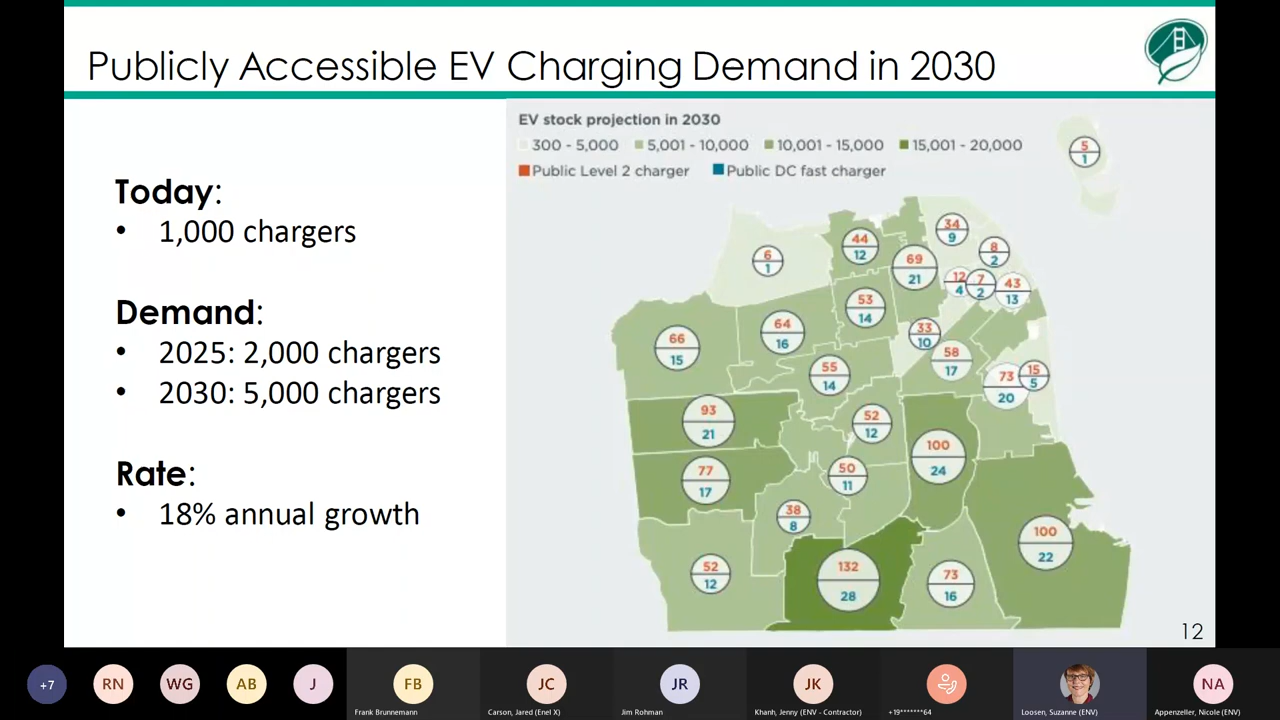 Publicly Accessible EV Charging Demand in 2030
Today:
• 1,000 chargers
Demand:
• 2025: 2,000 chargers
• 2030: 5,000 chargers
Rate:
• 18% annual growth
EV stock projection in 2030
300 - 5,000 5,001 - 10,000 10,001 - 15,000 15,001 - 20,000
Public Level 2 charger Public DC fast charger
5
1
34
9
44
12
8
2
6
1
69
21
12
4
7
2
43
13
53
14
64
16
33
10
66
15
58
17
55
14
73
20
15
5
93
21
52
12
100
24
77
17
50
11
38
8
100
22
52
12
132
28
73
16
12
+7
RN
WG
AB
J
FB
Frank Brunnemann
JC
Carson, Jared (Enel X)
JR
Jim Rohman
JK
Khanh, Jenny (ENV - Contractor)
+19*******64
Loosen, Suzanne (ENV)
NA
Appenzeller, Nicole (ENV)